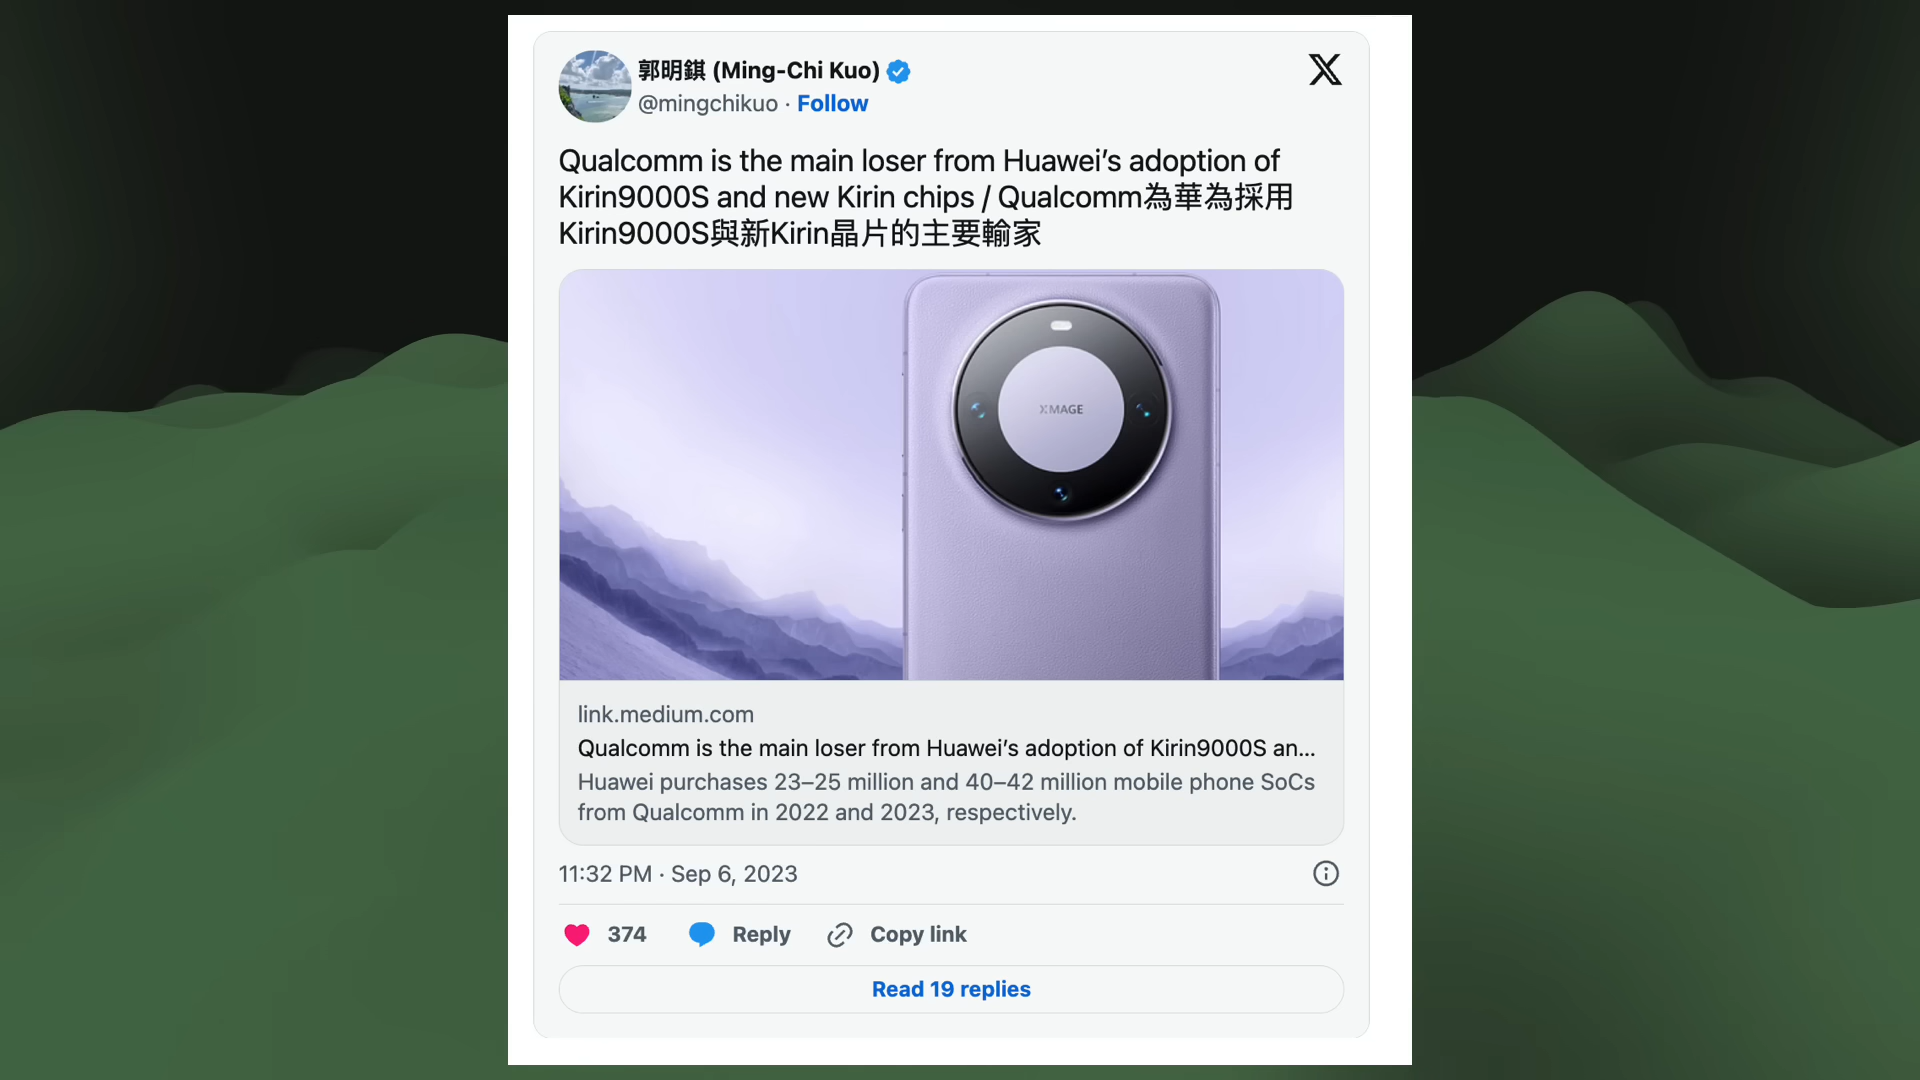 郭明錤 (Ming-Chi Kuo)
@mingchikuo · Follow
Qualcomm is the main loser from Huawei’s adoption of
Kirin9000S and new Kirin chips / Qualcomm為華為採用
Kirin9000S與新Kirin晶片的主要輸家
XMAGE
link.medium.com
Qualcomm is the main loser from Huawei’s adoption of Kirin9000S an...
Huawei purchases 23–25 million and 40–42 million mobile phone SoCs
from Qualcomm in 2022 and 2023, respectively.
11:32 PM · Sep 6, 2023
374 Reply Copy link
Read 19 replies